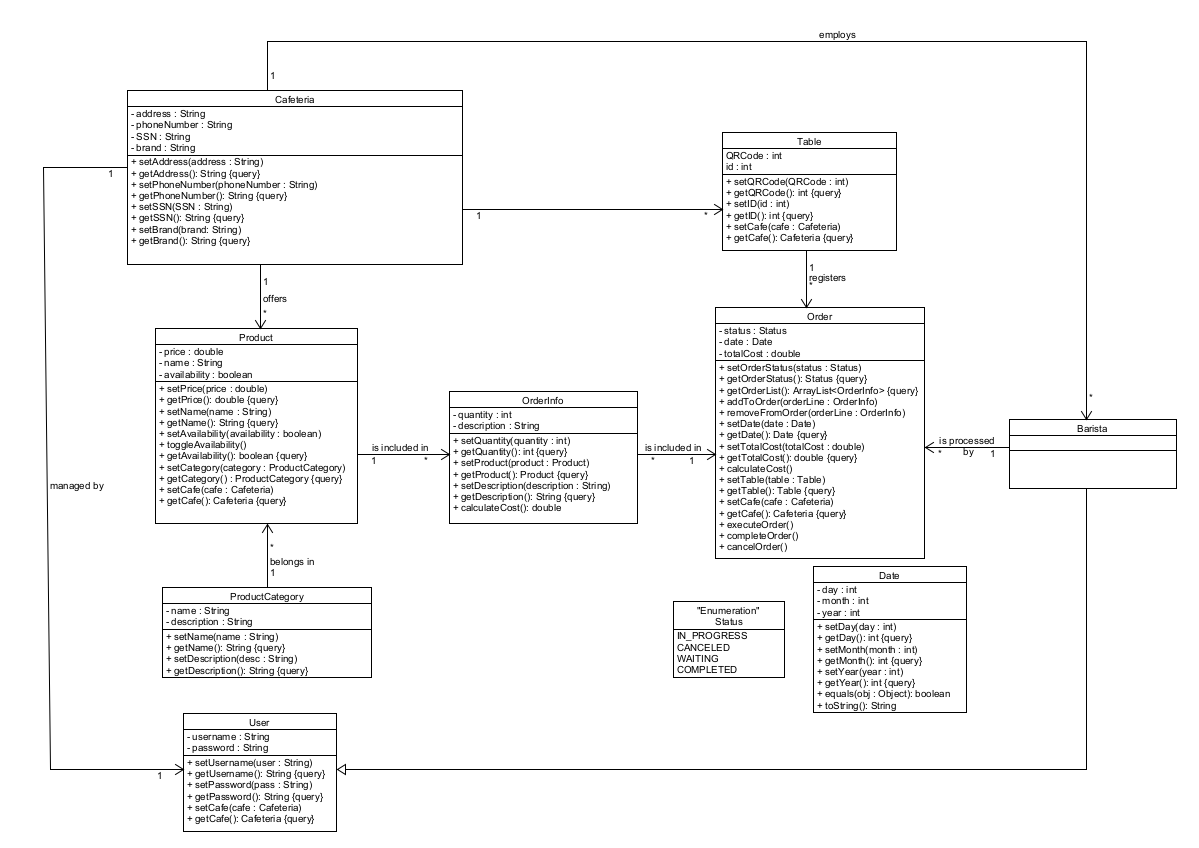 employs
1
Cafeteria
- address : String
- phoneNumber : String
- SSN : String
- brand : String
+ setAddress(address : String)
+ getAddress(): String {query}
+ setPhoneNumber(phoneNumber : String)
+ getPhoneNumber(): String {query}
+ setSSN(SSN : String)
+ getSSN(): String {query}
+ setBrand(brand: String)
+ getBrand(): String {query}
1
1
*
Table
QRCode : int
id : int
+ setQRCode(QRCode : int)
+ getQRCode(): int {query}
+ setID(id : int)
+ getID(): int {query}
+ setCafe(cafe : Cafeteria)
+ getCafe(): Cafeteria {query}
1
offers
*
1
registers
*
Product
- price : double
- name : String
- availability : boolean
+ setPrice(price : double)
+ getPrice(): double {query}
+ setName(name : String)
+ getName(): String {query}
+ setAvailability(availability : boolean)
+ toggleAvailability()
+ getAvailability(): boolean {query}
+ setCategory(category : ProductCategory)
+ getCategory() : ProductCategory {query}
+ setCafe(cafe : Cafeteria)
+ getCafe(): Cafeteria {query}
is included in
1
*
OrderInfo
- quantity : int
- description : String
+ setQuantity(quantity : int)
+ getQuantity(): int {query}
+ setProduct(product : Product)
+ getProduct(): Product {query}
+ setDescription(description : String)
+ getDescription(): String {query}
+ calculateCost(): double
is included in
*
1
Order
- status : Status
- date : Date
- totalCost : double
+ setOrderStatus(status : Status)
+ getOrderStatus(): Status {query}
+ getOrderList(): ArrayList<OrderInfo> {query}
+ addToOrder(orderLine : OrderInfo)
+ removeFromOrder(orderLine : OrderInfo)
+ setDate(date : Date)
+ getDate(): Date {query}
+ setTotalCost(totalCost : double)
+ getTotalCost(): double {query}
+ calculateCost()
+ setTable(table : Table)
+ getTable(): Table {query}
+ setCafe(cafe : Cafeteria)
+ getCafe(): Cafeteria {query}
+ executeOrder()
+ completeOrder()
+ cancelOrder()
is processed
by
*
1
*
Barista
managed by
*
belongs in
1
ProductCategory
- name : String
- description : String
+ setName(name : String)
+ getName(): String {query}
+ setDescription(desc : String)
+ getDescription(): String {query}
"Enumeration"
Status
IN_PROGRESS
CANCELED
WAITING
COMPLETED
Date
- day : int
- month : int
- year : int
+ setDay(day : int)
+ getDay(): int {query}
+ setMonth(month : int)
+ getMonth(): int {query}
+ setYear(year : int)
+ getYear(): int {query}
+ equals(obj : Object): boolean
+ toString(): String
1
User
- username : String
- password : String
+ setUsername(user : String)
+ getUsername(): String {query}
+ setPassword(pass : String)
+ getPassword(): String {query}
+ setCafe(cafe : Cafeteria)
+ getCafe(): Cafeteria {query}